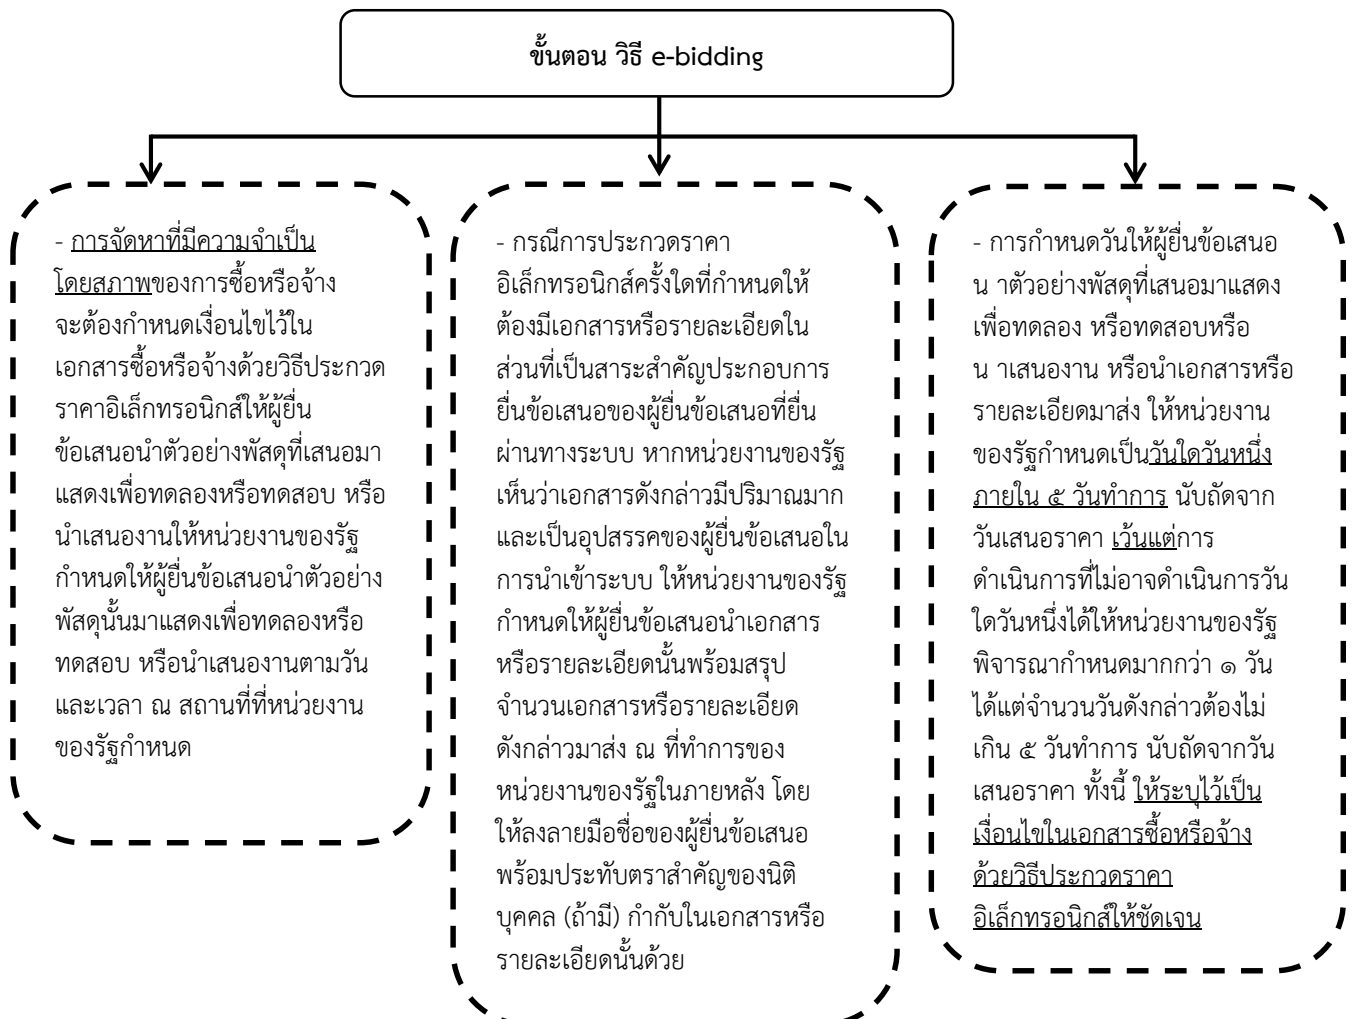 ขั้นตอน วิธี e-bidding
- การจัดหาที่มีความจำเป็น
โดยสภาพของการซื้อหรือจ้าง
จะต้องกำหนดเงื่อนไขไว้ใน
เอกสารซื้อหรือจ้างด้วยวิธีประกวด
ราคาอิเล็กทรอนิกส์ให้ผู้ยื่น
ข้อเสนอนำตัวอย่างพัสดุที่เสนอมา
แสดงเพื่อทดลองหรือทดสอบ หรือ
นำเสนองานให้หน่วยงานของรัฐ
กำหนดให้ผู้ยื่นข้อเสนอนำตัวอย่าง
พัสดุนั้นมาแสดงเพื่อทดลองหรือ
ทดสอบ หรือนำเสนองานตามวัน
และเวลา ณ สถานที่ที่หน่วยงาน
ของรัฐกำหนด
- กรณีการประกวดราคา
อิเล็กทรอนิกส์ครั้งใดที่กำหนดให้
ต้องมีเอกสารหรือรายละเอียดใน
ส่วนที่เป็นสาระสำคัญประกอบการ
ยื่นข้อเสนอของผู้ยื่นข้อเสนอที่ยื่น
ผ่านทางระบบ หากหน่วยงานของรัฐ
เห็นว่าเอกสารดังกล่าวมีปริมาณมาก
และเป็นอุปสรรคของผู้ยื่นข้อเสนอใน
การนำเข้าระบบ ให้หน่วยงานของรัฐ
กำหนดให้ผู้ยื่นข้อเสนอนำเอกสาร
หรือรายละเอียดนั้นพร้อมสรุป
จำนวนเอกสารหรือรายละเอียด
ดังกล่าวมาส่ง ณ ที่ทำการของ
หน่วยงานของรัฐในภายหลัง โดย
ให้ลงลายมือชื่อของผู้ยื่นข้อเสนอ
พร้อมประทับตราสำคัญของนิติ
บุคคล (ถ้ามี) กำกับในเอกสารหรือ
รายละเอียดนั้นด้วย
- การกำหนดวันให้ผู้ยื่นข้อเสนอ
น าตัวอย่างพัสดุที่เสนอมาแสดง
เพื่อทดลอง หรือทดสอบหรือ
น าเสนองาน หรือนำเอกสารหรือ
รายละเอียดมาส่ง ให้หน่วยงาน
ของรัฐกำหนดเป็นวันใดวันหนึ่ง
ภายใน ๕ วันทำการ นับถัดจาก
วันเสนอราคา เว้นแต่การ
ดำเนินการที่ไม่อาจดำเนินการวัน
ใดวันหนึ่งได้ให้หน่วยงานของรัฐ
พิจารณากำหนดมากกว่า ๑ วัน
ได้แต่จำนวนวันดังกล่าวต้องไม่
เกิน ๕ วันทำการ นับถัดจากวัน
เสนอราคา ทั้งนี้ ให้ระบุไว้เป็น
เงื่อนไขในเอกสารซื้อหรือจ้าง
ด้วยวิธีประกวดราคา
อิเล็กทรอนิกส์ให้ชัดเจน